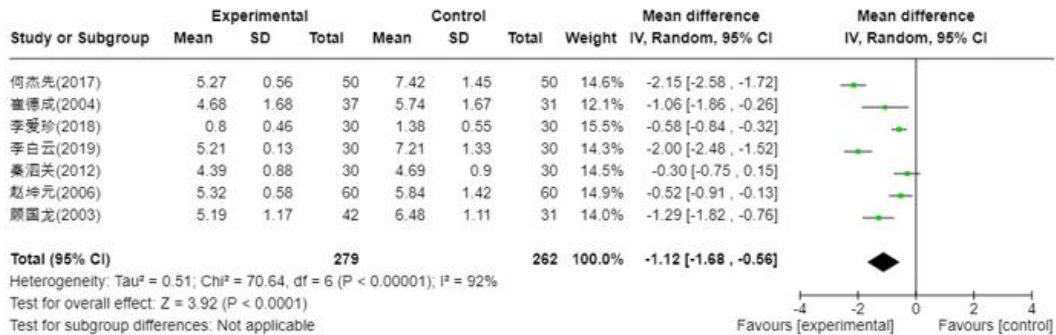 Experimental Control Mean difference Mean difference
Study or Subgroup Mean SD Total Mean SD Total Weight IV, Random, 95% CI IV, Random, 95% CI
何杰先(2017) 5.27 0.56 50 7.42 1.45 50 14.6% -2.15 [-2.58 , -1.72]
崔德成(2004) 4.68 1.68 37 5.74 1.67 31 12.1% -1.06 [-1.86 , -0.26]
李爱珍(2018) 0.8 0.46 30 1.38 0.55 30 15.5% -0.58 [-0.84 , -0.32]
李白云(2019) 5.21 0.13 30 7.21 1.33 30 14.3% -2.00 [-2.48 , -1.52]
秦泗关(2012) 4.39 0.88 30 4.69 0.9 30 14.5% -0.30 [-0.75 , 0.15]
赵坤元(2006) 5.32 0.58 60 5.84 1.42 60 14.9% -0.52 [-0.91 , -0.13]
顾国龙(2003) 5.19 1.17 42 6.48 1.11 31 14.0% -1.29 [-1.82 , -0.76]
Total (95% CI) 279 262 100.0% -1.12 [-1.68 , -0.56]
Heterogeneity: Tau² = 0.51; Chi² = 70.64, df = 6 (P < 0.00001); I² = 92%
Test for overall effect: Z = 3.92 (P < 0.0001)
Test for subgroup differences: Not applicable
-4 -2 0 2 4
Favours [experimental] Favours [control]